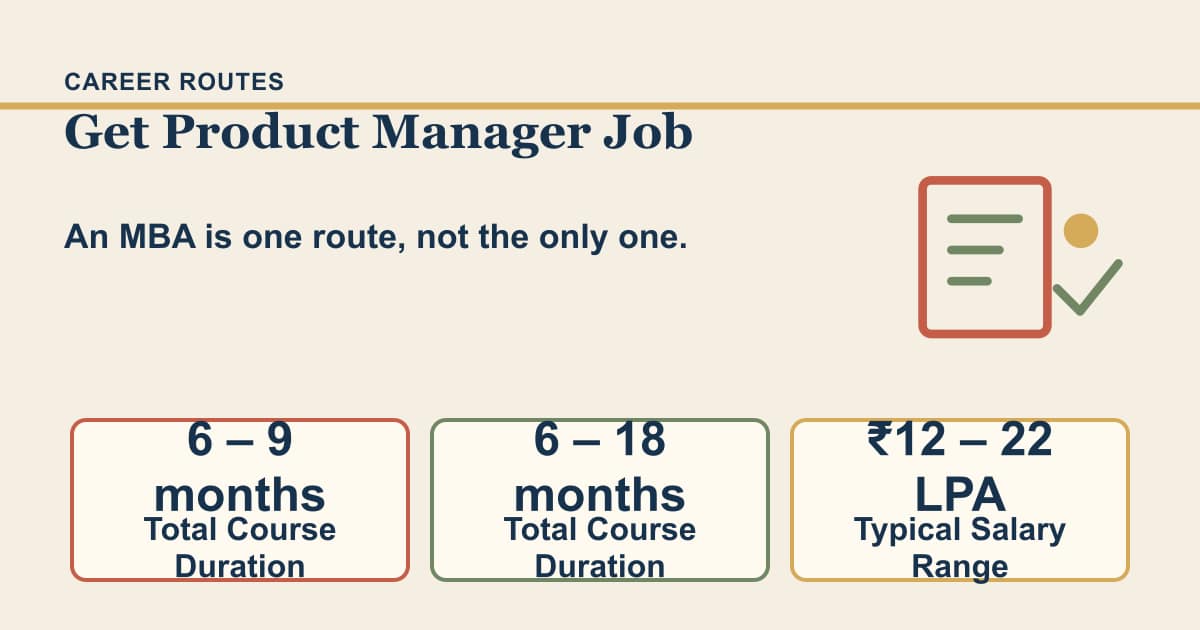 CAREER ROUTES
Get Product Manager Job
An MBA is one route, not the only one.
6 – 9
months
Total Course
Duration
6 – 18
months
Total Course
Duration
₹12 – 22
LPA
Typical Salary
Range